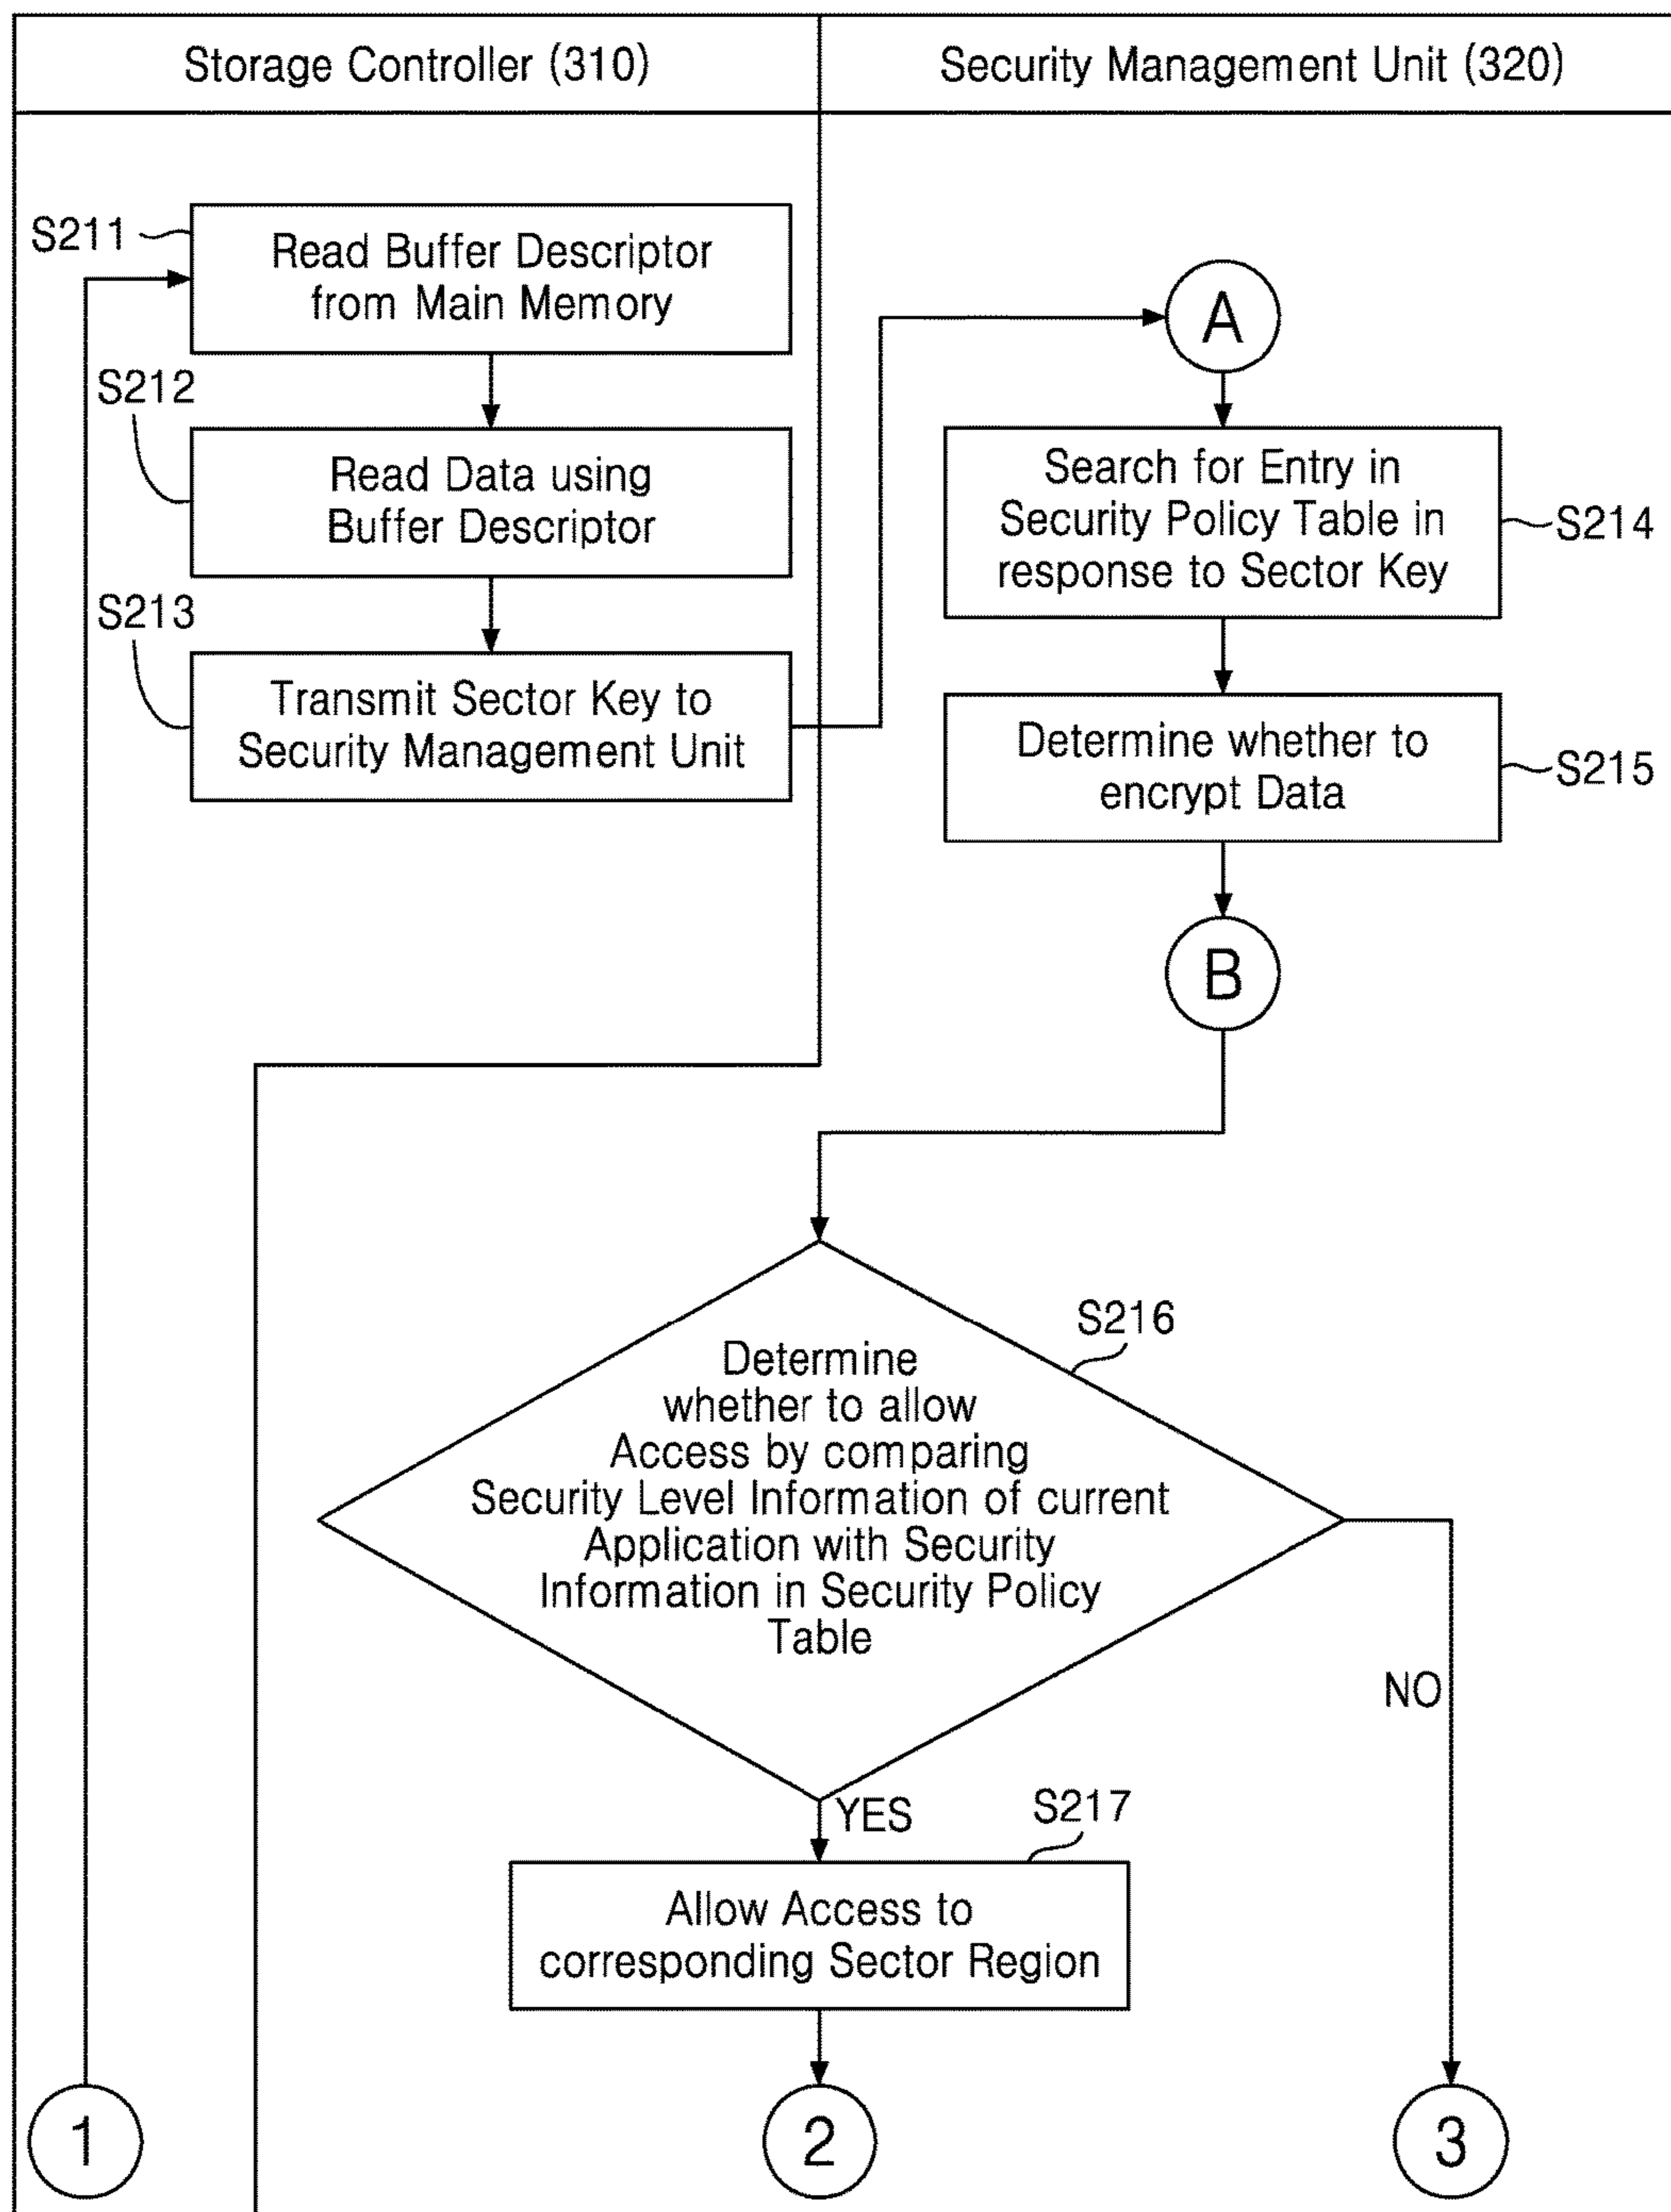 Storage Controller (310)
Security Management Unit (320)
S211
Read Buffer Descriptor
from Main Memory
S212
Read Data using
Buffer Descriptor
S213
Transmit Sector Key to
Security Management Unit
A
Search for Entry in
Security Policy Table in
response to Sector Key
S214
Determine whether to
encrypt Data
S215
B
S216
Determine
whether to allow
Access by comparing
Security Level Information of current
Application with Security
Information in Security Policy
Table
NO
YES
S217
Allow Access to
corresponding Sector Region
1
2
3